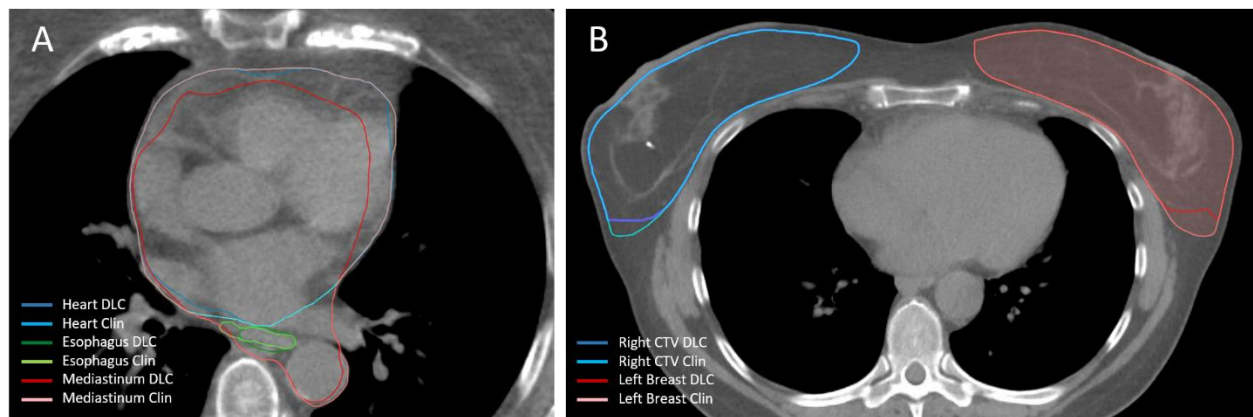 A
Heart DLC
Heart Clin
Esophagus DLC
Esophagus Clin
Mediastinum DLC
Mediastinum Clin
B
Right CTV DLC
Right CTV Clin
Left Breast DLC
Left Breast Clin